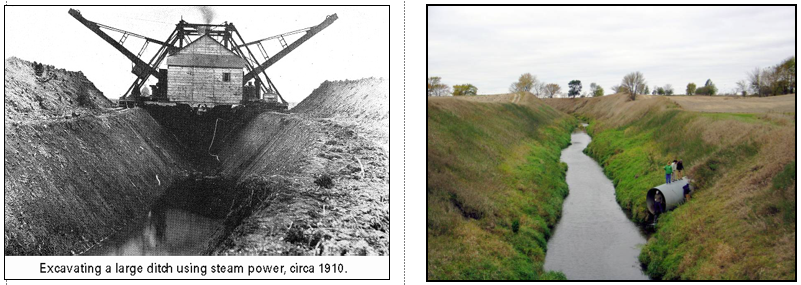 Excavating a large ditch using steam power, circa 1910.